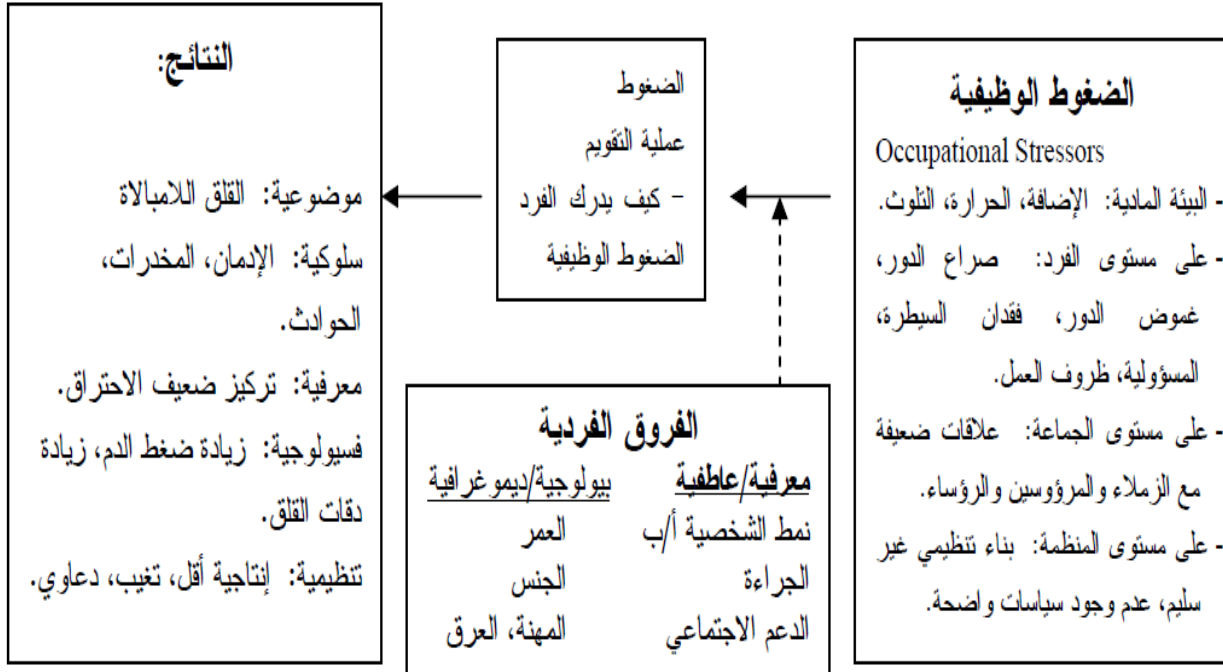 الضغوط الوظيفية
Occupational Stressors
- البيئة المادية: الإضافة، الحرارة، التلوث.
- على مستوى الفرد: صراع الدور،
غموض الدور، فقدان السيطرة،
المسؤولية، ظروف العمل.
- على مستوى الجماعة: علاقات ضعيفة
مع الزملاء والمرؤوسين والرؤساء.
- على مستوى المنظمة: بناء تنظيمي غير
سليم، عدم وجود سياسات واضحة.
الضغوط
عملية التقويم
- كيف يدرك الفرد
الضغوط الوظيفية
الفروق الفردية
معرفية/عاطفية بيولوجية/ديموغرافية
نمط الشخصية أ/ب العمر
الجراءة الجنس
الدعم الاجتماعي المهنة، العرق
النتائج:
موضوعية: القلق اللامبالاة
سلوكية: الإدمان، المخدرات،
الحوادث.
معرفية: تركيز ضعيف الاحتراق.
فسيولوجية: زيادة ضغط الدم، زيادة
دقات القلق.
تنظيمية: إنتاجية أقل، تغيب، دعاوي.